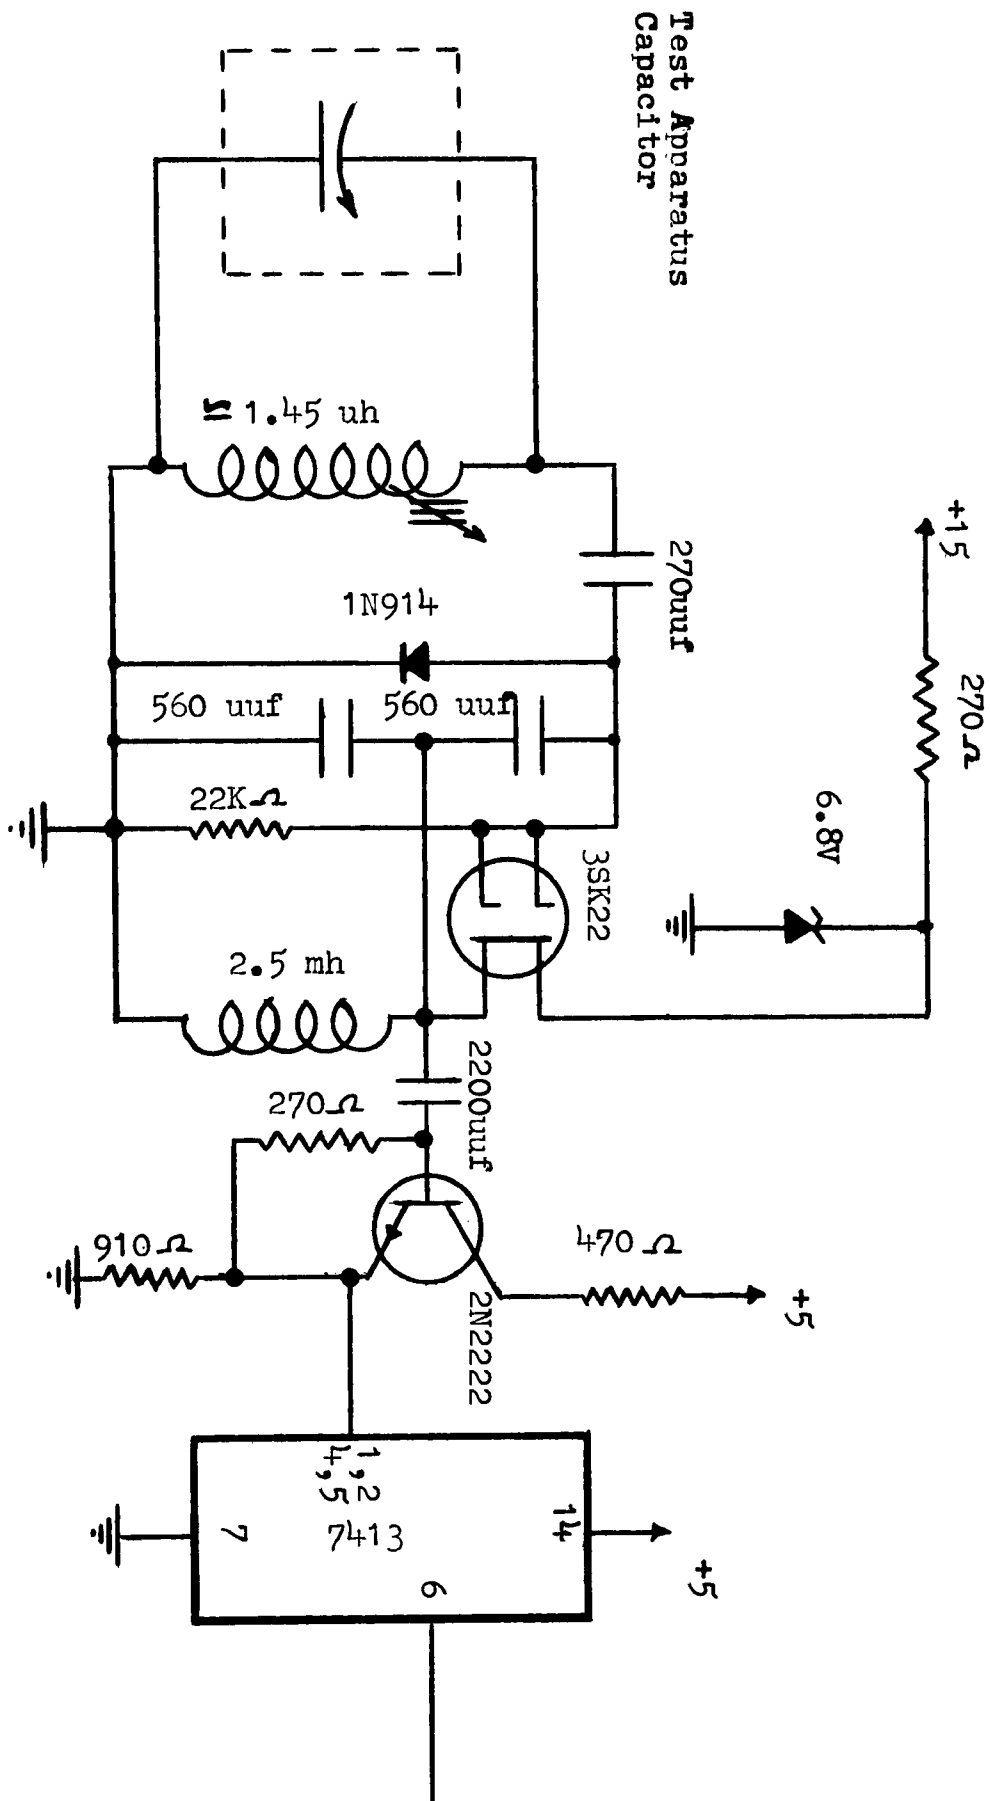 Test Apparatus
Capacitor
≅ 1.45 uh
270uuf
+15
270Ω
1N914
560 uuf
560 uuf
6.8V
22KΩ
3SK22
2.5 mh
2200uuf
270Ω
910Ω
470 Ω
+5
2N2222
1,2
4,5
7413
14
7
6
+5